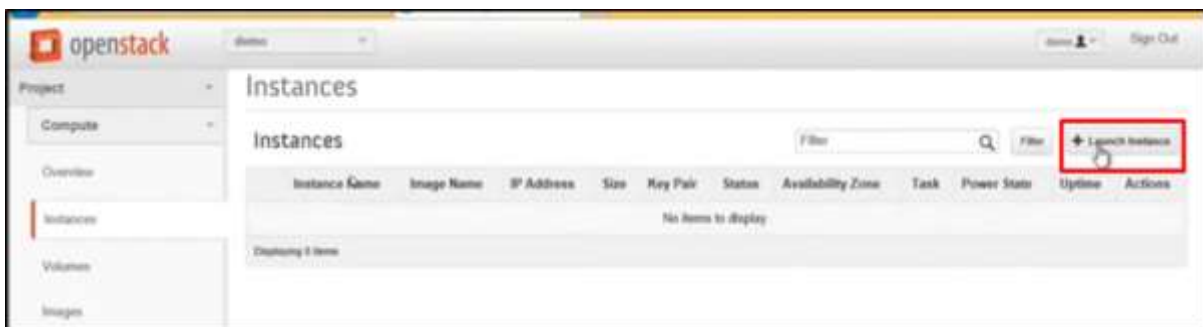 openstack
demo
demo
Sign Out
Project
Compute
Overview
Instances
Volumes
Images
Instances
Instances
Filter
Filter
+ Launch Instance
Instance Name Image Name IP Address Size Key Pair Status Availability Zone Task Power State Uptime Actions
No items to display
Displaying 0 items